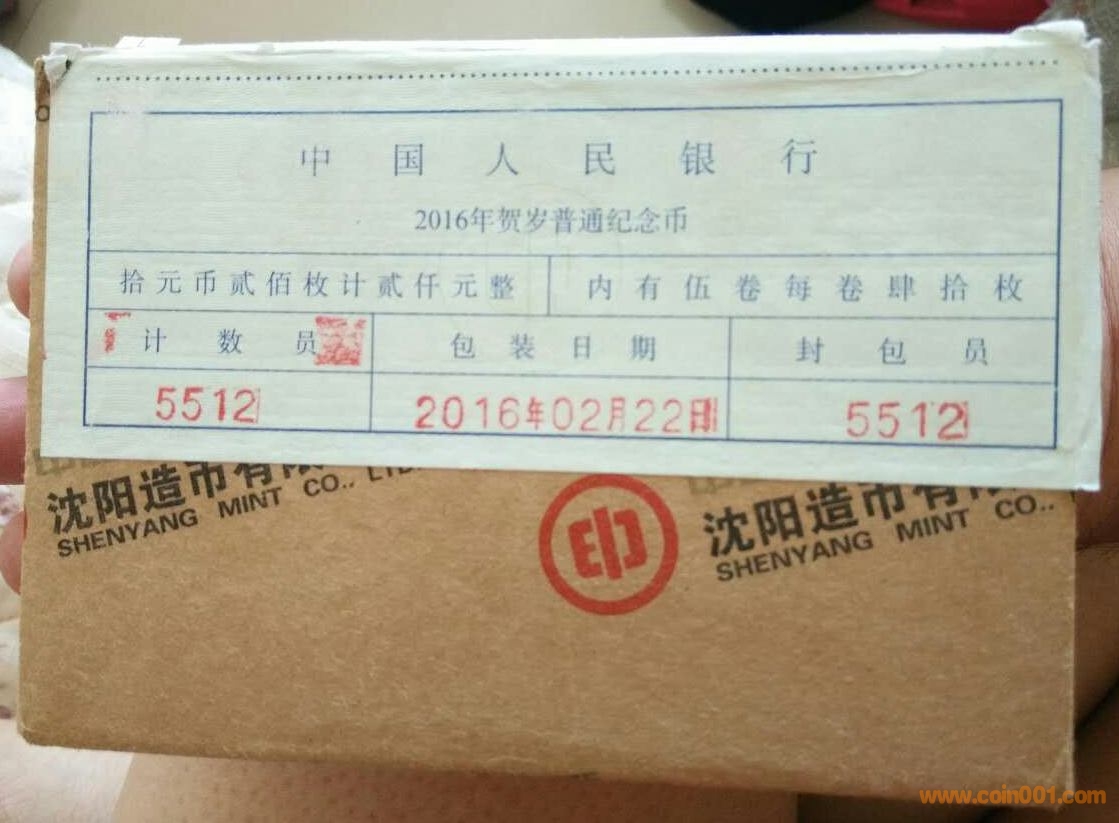 中国人民银行
2016年贺岁普通纪念币
拾元币贰佰枚计贰仟元整 内有伍卷每卷肆拾枚
计数员 包装日期 封包员
5512 2016年02月22日 5512
沈阳造币有限 沈阳造币有
SHENYANG MINT CO., LTD SHENYANG MINT CO.,
www.coin001.com